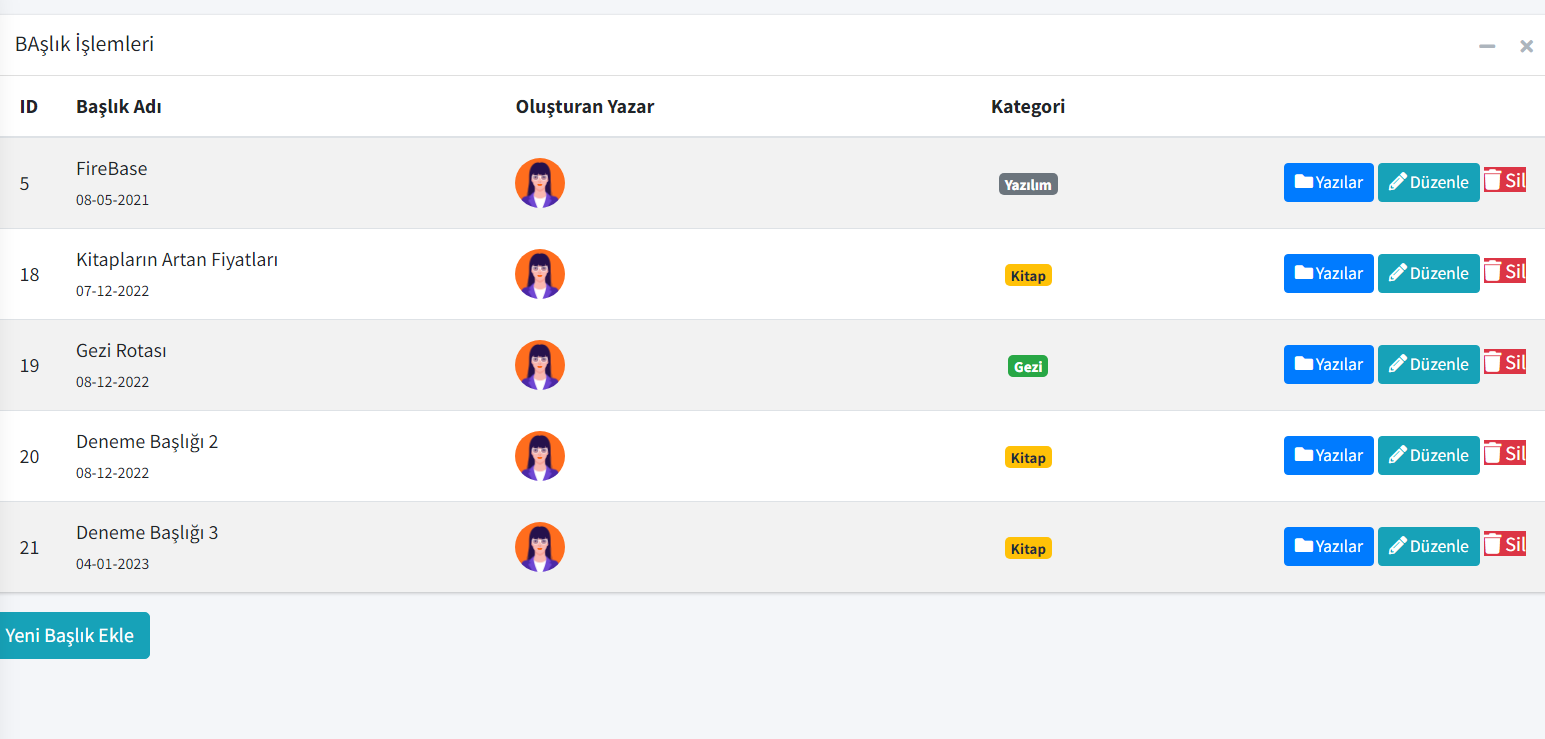 BAşlık İşlemleri
ID Başlık Adı Oluşturan Yazar Kategori
5 FireBase 08-05-2021 Yazılım Yazılar Düzenle Sil
18 Kitapların Artan Fiyatları 07-12-2022 Kitap Yazılar Düzenle Sil
19 Gezi Rotası 08-12-2022 Gezi Yazılar Düzenle Sil
20 Deneme Başlığı 2 08-12-2022 Kitap Yazılar Düzenle Sil
21 Deneme Başlığı 3 04-01-2023 Kitap Yazılar Düzenle Sil
Yeni Başlık Ekle